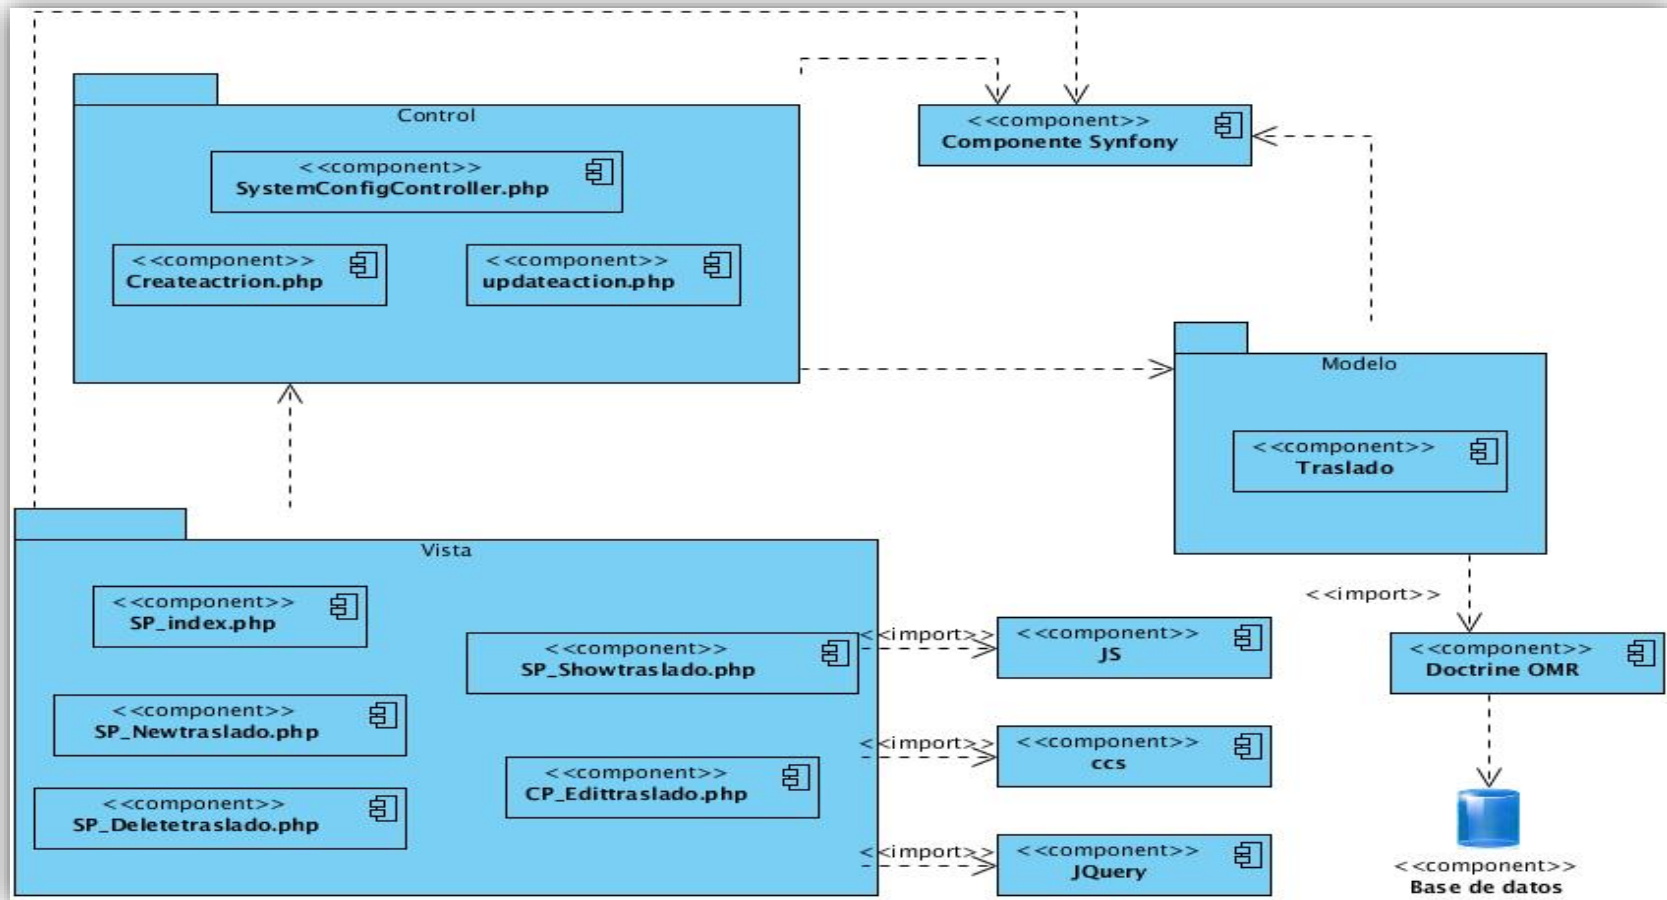 Control
<<component>>
SystemConfigController.php
<<component>>
Createactrion.php
<<component>>
updateaction.php
<<component>>
Componente Synfony
Modelo
<<component>>
Traslado
<<import>>
<<component>>
Doctrine OMR
<<component>>
Base de datos
Vista
<<component>>
SP_index.php
<<component>>
SP_Showtraslado.php
<<component>>
SP_Newtraslado.php
<<component>>
CP_Edittraslado.php
<<component>>
SP_Deletetraslado.php
<<import>>
<<component>>
JS
<<import>>
<<component>>
ccs
<<import>>
<<component>>
JQuery